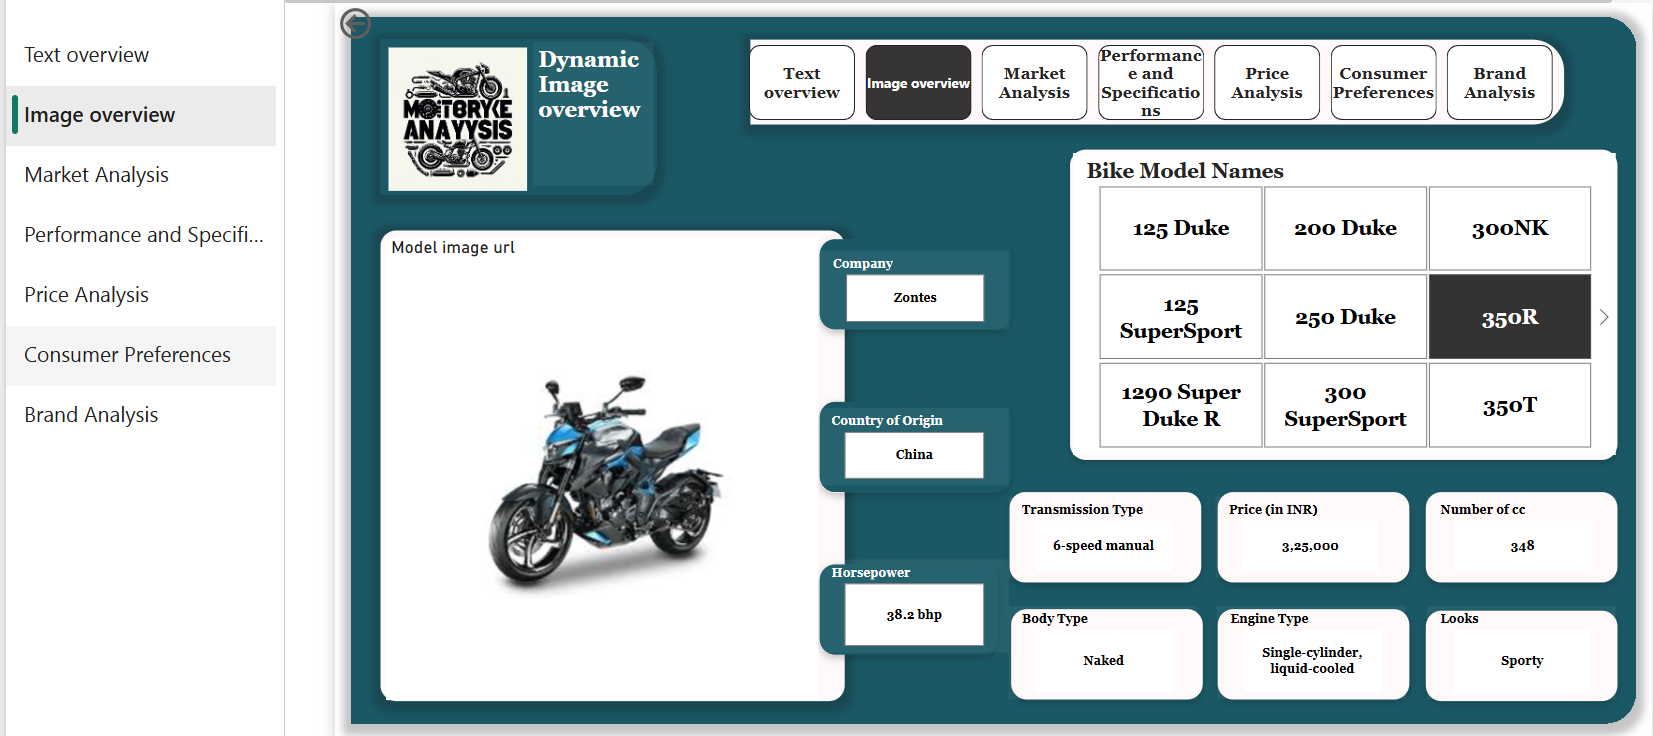 Text overview
Image overview
Market Analysis
Performance and Specifi...
Price Analysis
Consumer Preferences
Brand Analysis
MOTBRYKE
ANAYYSIS
Dynamic
Image
overview
Text
overview
Image overview
Market
Analysis
Performanc
e and
Specificatio
ns
Price
Analysis
Consumer
Preferences
Brand
Analysis
Bike Model Names
125 Duke
200 Duke
300NK
125
SuperSport
250 Duke
350R
1290 Super
Duke R
300
SuperSport
350T
Model image url
Company
Zontes
Country of Origin
China
Horsepower
38.2 bhp
Transmission Type
6-speed manual
Price (in INR)
3,25,000
Number of cc
348
Body Type
Naked
Engine Type
Single-cylinder,
liquid-cooled
Looks
Sporty